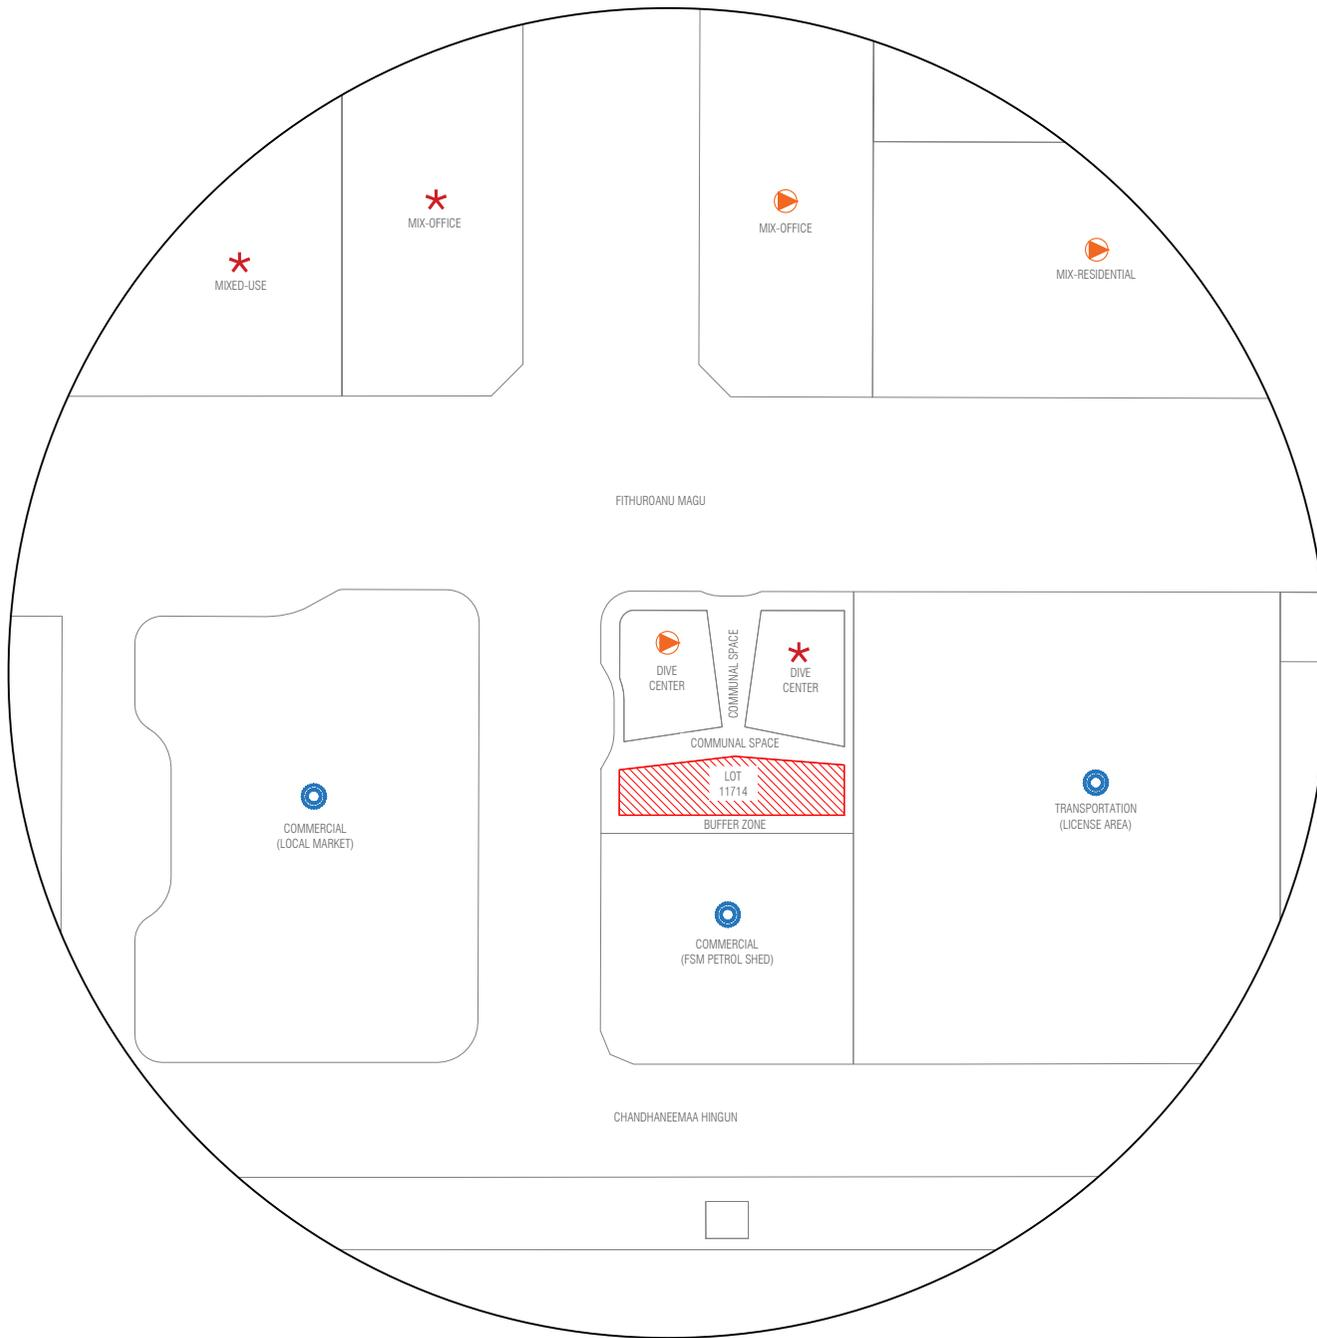 MIX-OFFICE
MIX-OFFICE
MIX-RESIDENTIAL
MIXED-USE
FITHUROANU MAGU
DIVE
CENTER
COMMUNAL SPACE
DIVE
CENTER
COMMUNAL SPACE
LOT
11714
BUFFER ZONE
COMMERCIAL
(LOCAL MARKET)
TRANSPORTATION
(LICENSE AREA)
COMMERCIAL
(FSM PETROL SHED)
CHANDHANEEMAA HINGUN